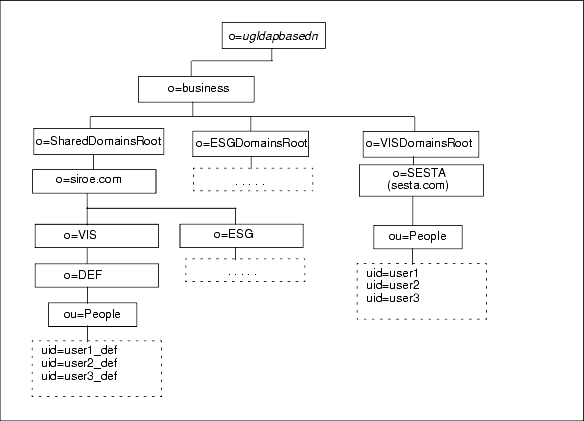 o=ugldapbasedn
o=business
o=SharedDomainsRoot
o=ESGDomainsRoot
o=VISDomainsRoot
o=siroe.com
. . . . .
o=SESTA
(sesta.com)
o=VIS
o=ESG
ou=People
o=DEF
. . . . .
uid=user1
uid=user2
uid=user3
ou=People
uid=user1_def
uid=user2_def
uid=user3_def